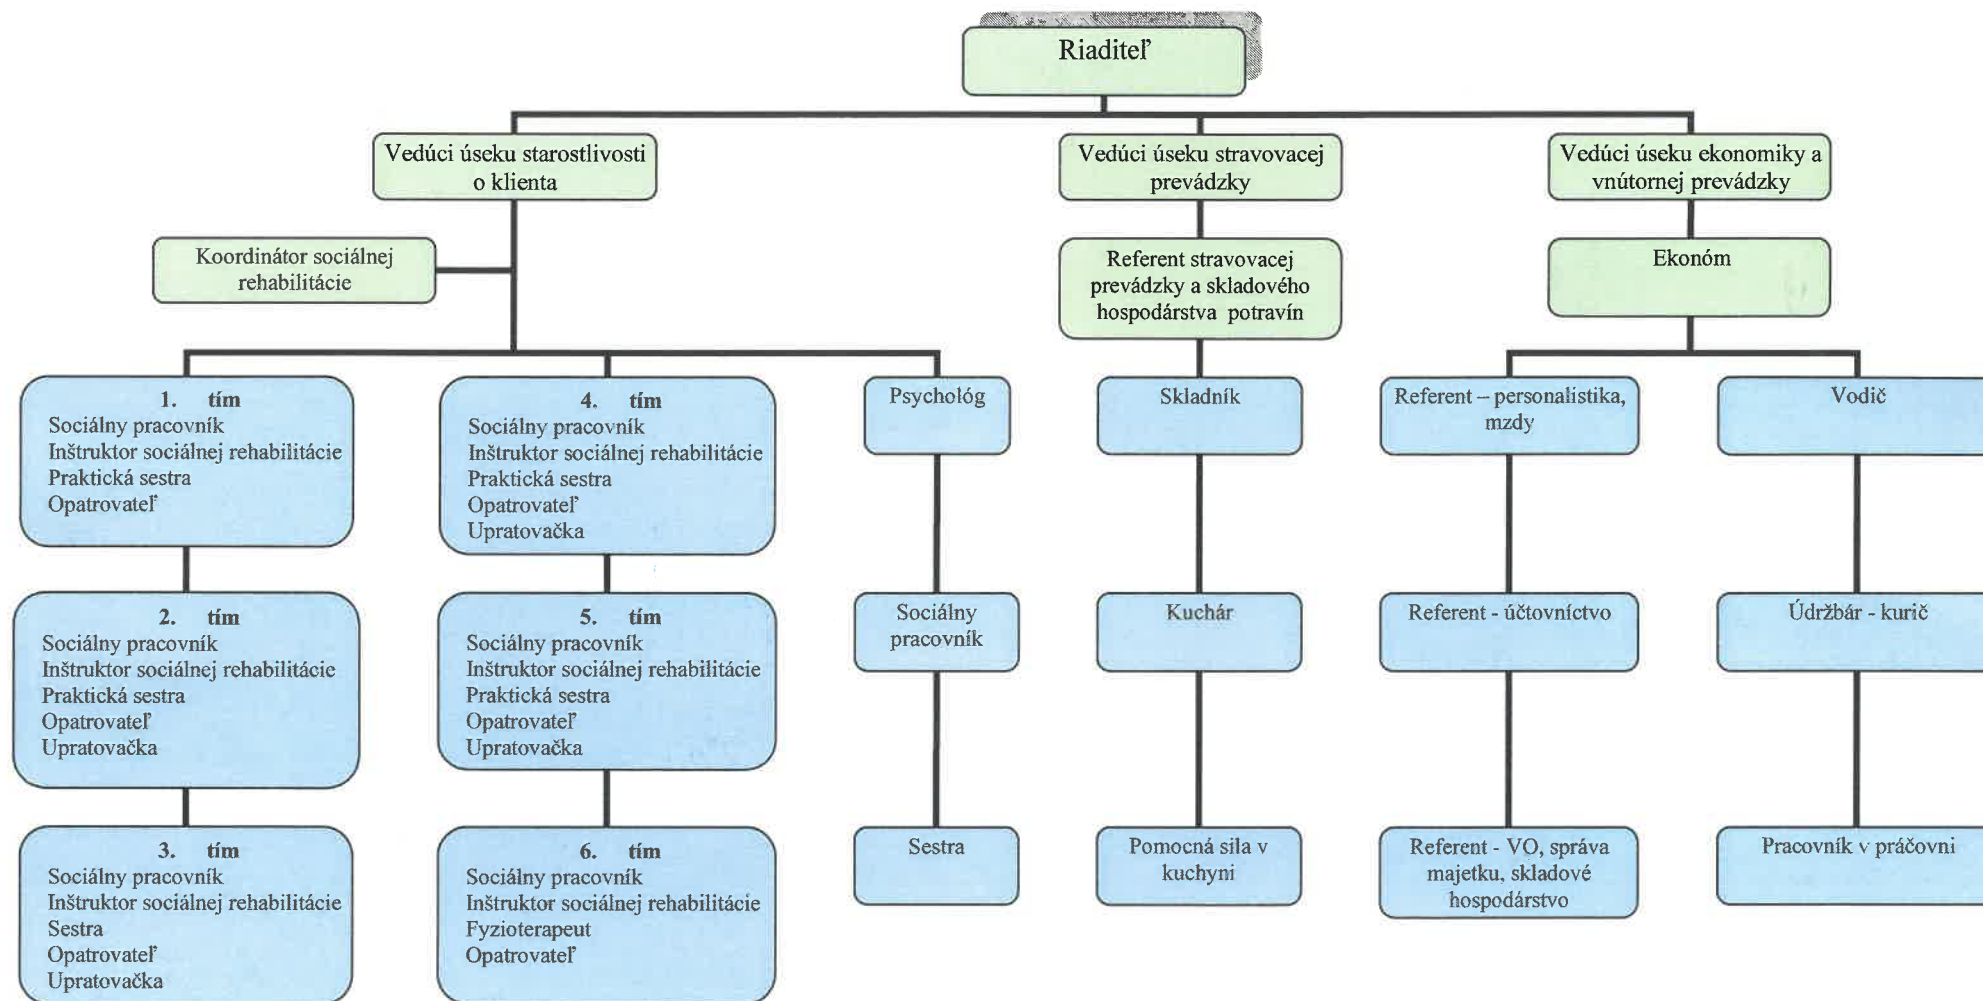 Riaditeľ
Vedúci úseku starostlivosti
o klienta
Vedúci úseku stravovacej
prevádzky
Vedúci úseku ekonomiky a
vnútornej prevádzky
Koordinátor sociálnej
rehabilitácie
Referent stravovacej
prevádzky a skladového
hospodárstva potravín
Ekonóm
1. tím
Sociálny pracovník
Inštruktor sociálnej rehabilitácie
Praktická sestra
Opatrovateľ
2. tím
Sociálny pracovník
Inštruktor sociálnej rehabilitácie
Praktická sestra
Opatrovateľ
Upratovačka
3. tím
Sociálny pracovník
Inštruktor sociálnej rehabilitácie
Sestra
Opatrovateľ
Upratovačka
4. tím
Sociálny pracovník
Inštruktor sociálnej rehabilitácie
Praktická sestra
Opatrovateľ
Upratovačka
5. tím
Sociálny pracovník
Inštruktor sociálnej rehabilitácie
Praktická sestra
Opatrovateľ
Upratovačka
6. tím
Sociálny pracovník
Inštruktor sociálnej rehabilitácie
Fyzioterapeut
Opatrovateľ
Psychológ
Sociálny
pracovník
Sestra
Skladník
Kuchár
Pomocná sila v
kuchyni
Referent – personalistika,
mzdy
Referent - účtovníctvo
Referent - VO, správa
majetku, skladové
hospodárstvo
Vodič
Údržbár - kurič
Pracovník v práčovni